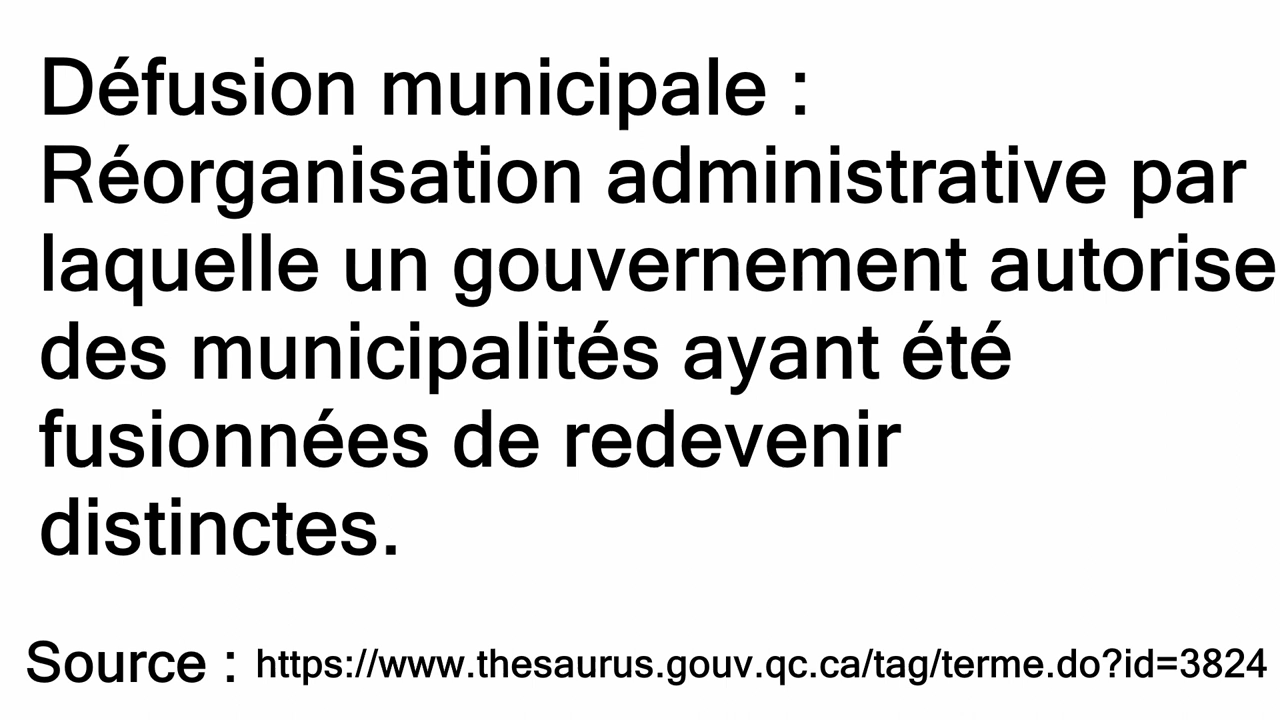 Défusion municipale :
Réorganisation administrative par
laquelle un gouvernement autorise
des municipalités ayant été
fusionnées de redevenir
distinctes.
Source : https://www.thesaurus.gouv.qc.ca/tag/terme.do?id=3824